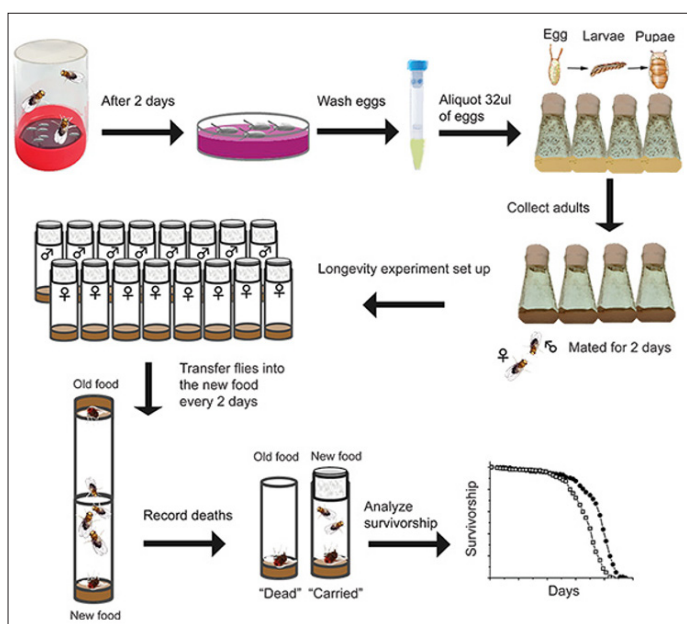 Egg Larvae Pupae
After 2 days
Wash eggs
Aliquot 32ul
of eggs
Collect adults
Longevity experiment set up
♂ ♂ ♂ ♂ ♂ ♂ ♂ ♂
♀ ♀ ♀ ♀ ♀ ♀ ♀ ♀
♀ ♂ Mated for 2 days
Transfer flies into
the new food
every 2 days
Old food
New food
Record deaths
Old food New food
"Dead" "Carried"
Analyze
survivorship
Survivorship
Days